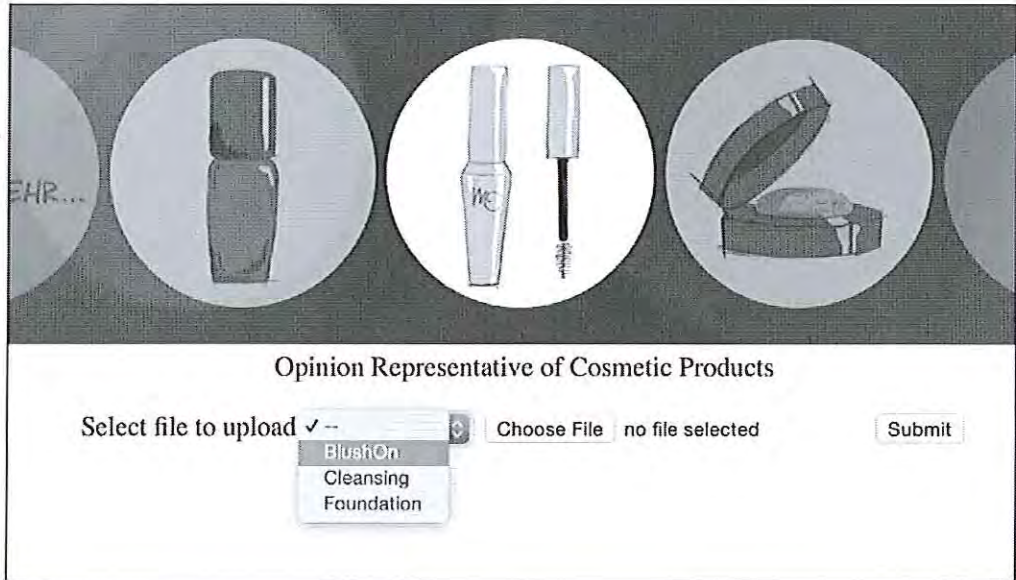 EHR...
ME
Opinion Representative of Cosmetic Products
Select file to upload ✓ -- Choose File no file selected Submit
BlushOn
Cleansing
Foundation